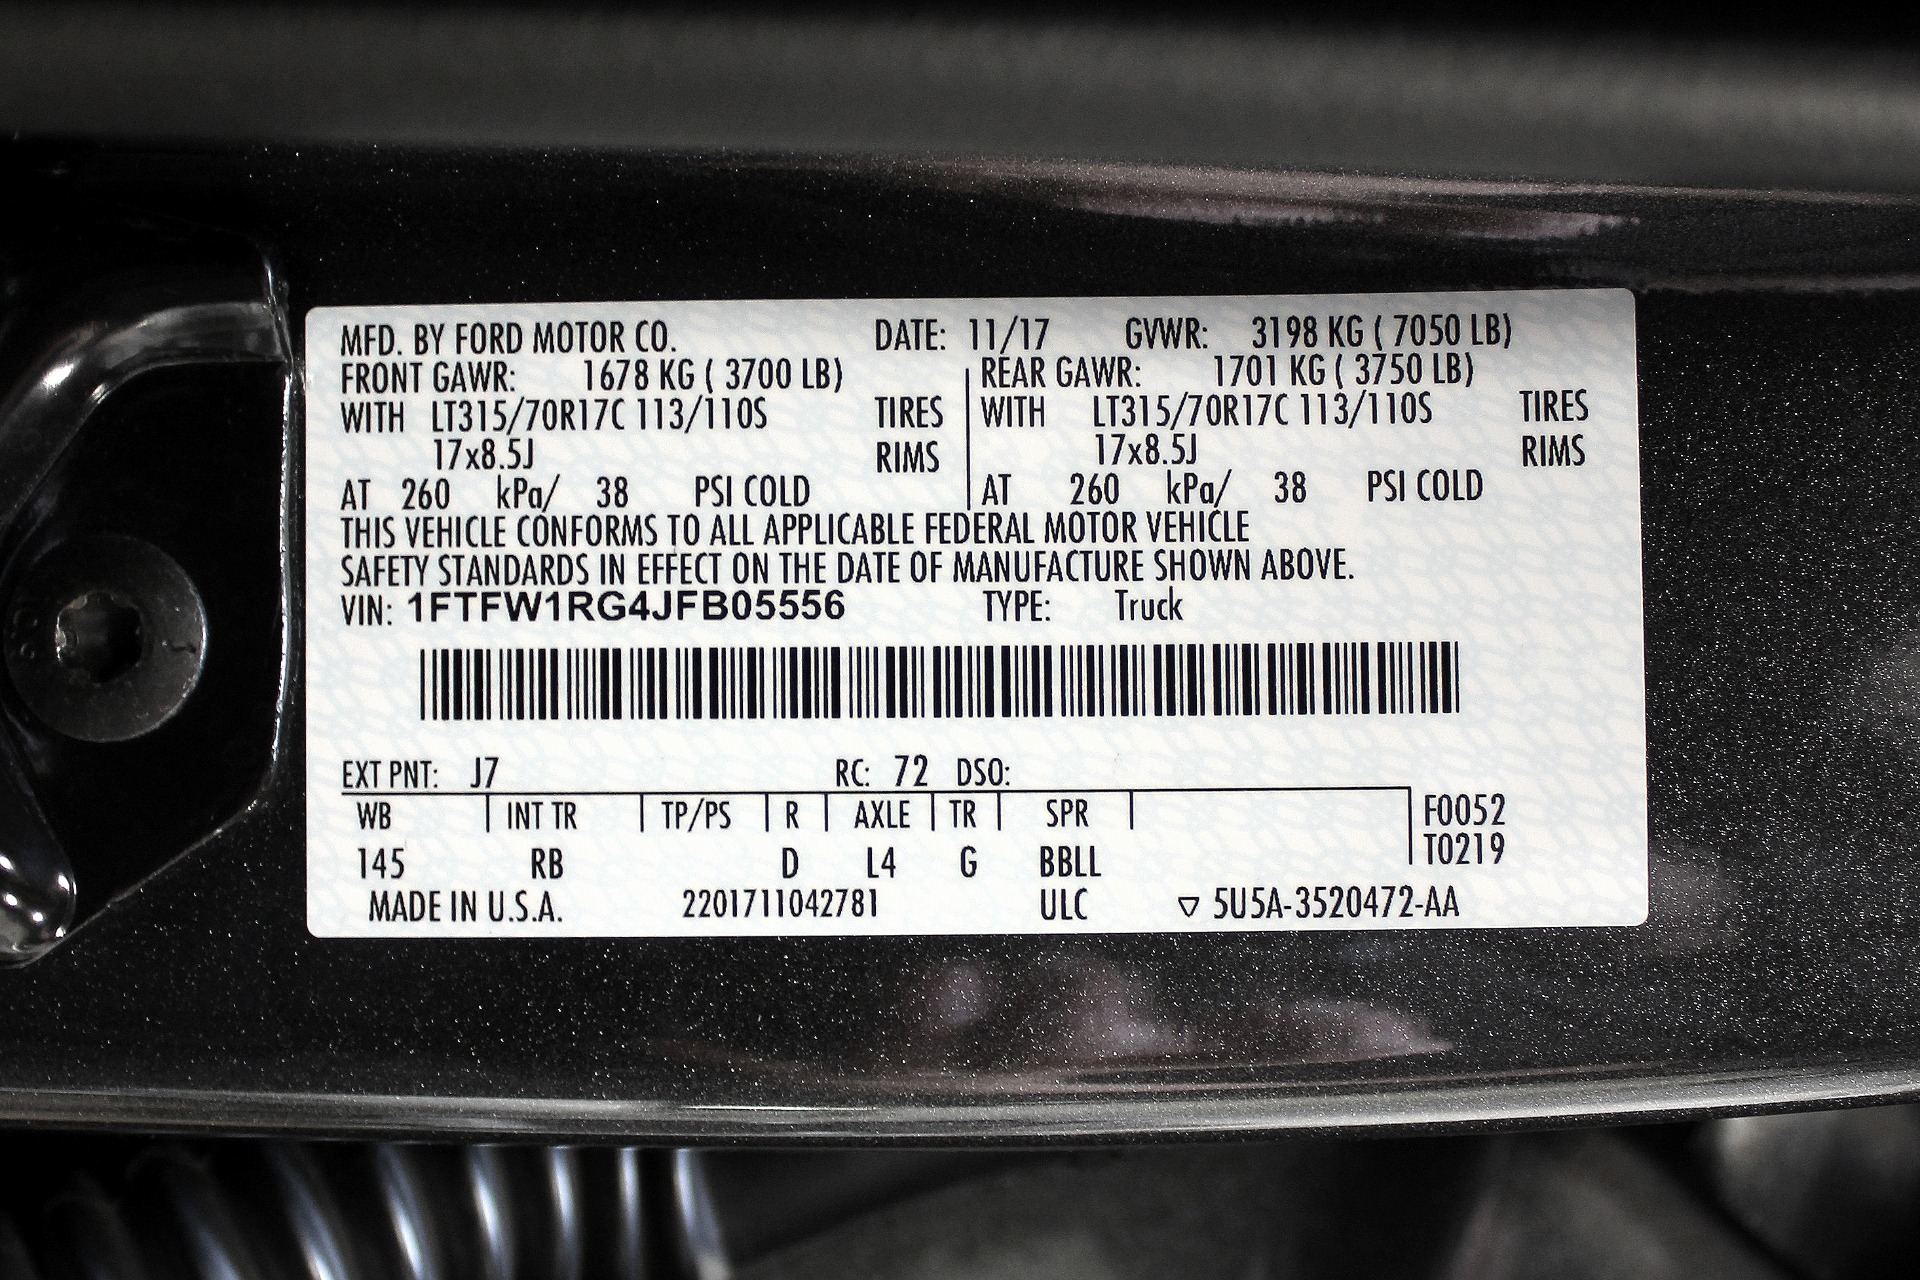 MFD. BY FORD MOTOR CO. DATE: 11/17 GVWR: 3198 KG ( 7050 LB)
FRONT GAWR: 1678 KG ( 3700 LB) REAR GAWR: 1701 KG ( 3750 LB)
WITH LT315/70R17C 113/110S TIRES WITH LT315/70R17C 113/110S TIRES
17x8.5J RIMS 17x8.5J RIMS
AT 260 kPa/ 38 PSI COLD AT 260 kPa/ 38 PSI COLD
THIS VEHICLE CONFORMS TO ALL APPLICABLE FEDERAL MOTOR VEHICLE
SAFETY STANDARDS IN EFFECT ON THE DATE OF MANUFACTURE SHOWN ABOVE.
VIN: 1FTFW1RG4JFB05556 TYPE: Truck
EXT PNT: J7 RC: 72 DSO:
WB INT TR TP/PS R AXLE TR SPR F0052
T0219
145 RB D L4 G BBLL
MADE IN U.S.A. 2201711042781 ULC ▽ 5U5A-3520472-AA